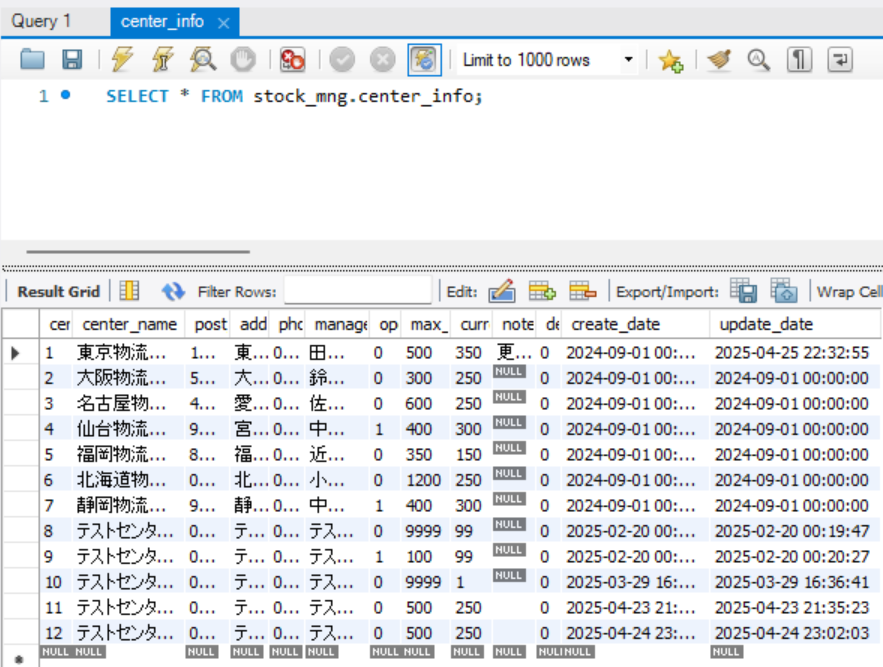 Query 1 center_info ×
Limit to 1000 rows
1 SELECT * FROM stock_mng.center_info;
Result Grid Filter Rows: Edit: Export/Import: Wrap Cell
cer center_name post add phc manage op max_ curr note de create_date update_date
1 東京物流... 1... 東... 0... 田... 0 500 350 更... 0 2024-09-01 00:... 2025-04-25 22:32:55
2 大阪物流... 5... 大... 0... 鈴... 0 300 250 NULL 0 2024-09-01 00:... 2024-09-01 00:00:00
3 名古屋物... 4... 愛... 0... 佐... 0 600 250 NULL 0 2024-09-01 00:... 2024-09-01 00:00:00
4 仙台物流... 9... 宮... 0... 中... 1 400 300 NULL 0 2024-09-01 00:... 2024-09-01 00:00:00
5 福岡物流... 8... 福... 0... 近... 0 350 150 NULL 0 2024-09-01 00:... 2024-09-01 00:00:00
6 北海道物... 0... 北... 0... 小... 0 1200 250 NULL 0 2024-09-01 00:... 2024-09-01 00:00:00
7 静岡物流... 9... 静... 0... 中... 1 400 300 NULL 0 2024-09-01 00:... 2024-09-01 00:00:00
8 テストセンタ... 0... テ... 0... テス... 0 9999 99 NULL 0 2025-02-20 00:... 2025-02-20 00:19:47
9 テストセンタ... 0... テ... 0... テス... 1 100 99 NULL 0 2025-02-20 00:... 2025-02-20 00:20:27
10 テストセンタ... 0... テ... 0... テス... 0 9999 1 NULL 0 2025-03-29 16:... 2025-03-29 16:36:41
11 テストセンタ... 0... テ... 0... テス... 0 500 250 0 2025-04-23 21:... 2025-04-23 21:35:23
12 テストセンタ... 0... テ... 0... テス... 0 500 250 0 2025-04-24 23:... 2025-04-24 23:02:03
NULL NULL NULL NULL NULL NULL NULL NULL NULL NULL NULL NULL NULL